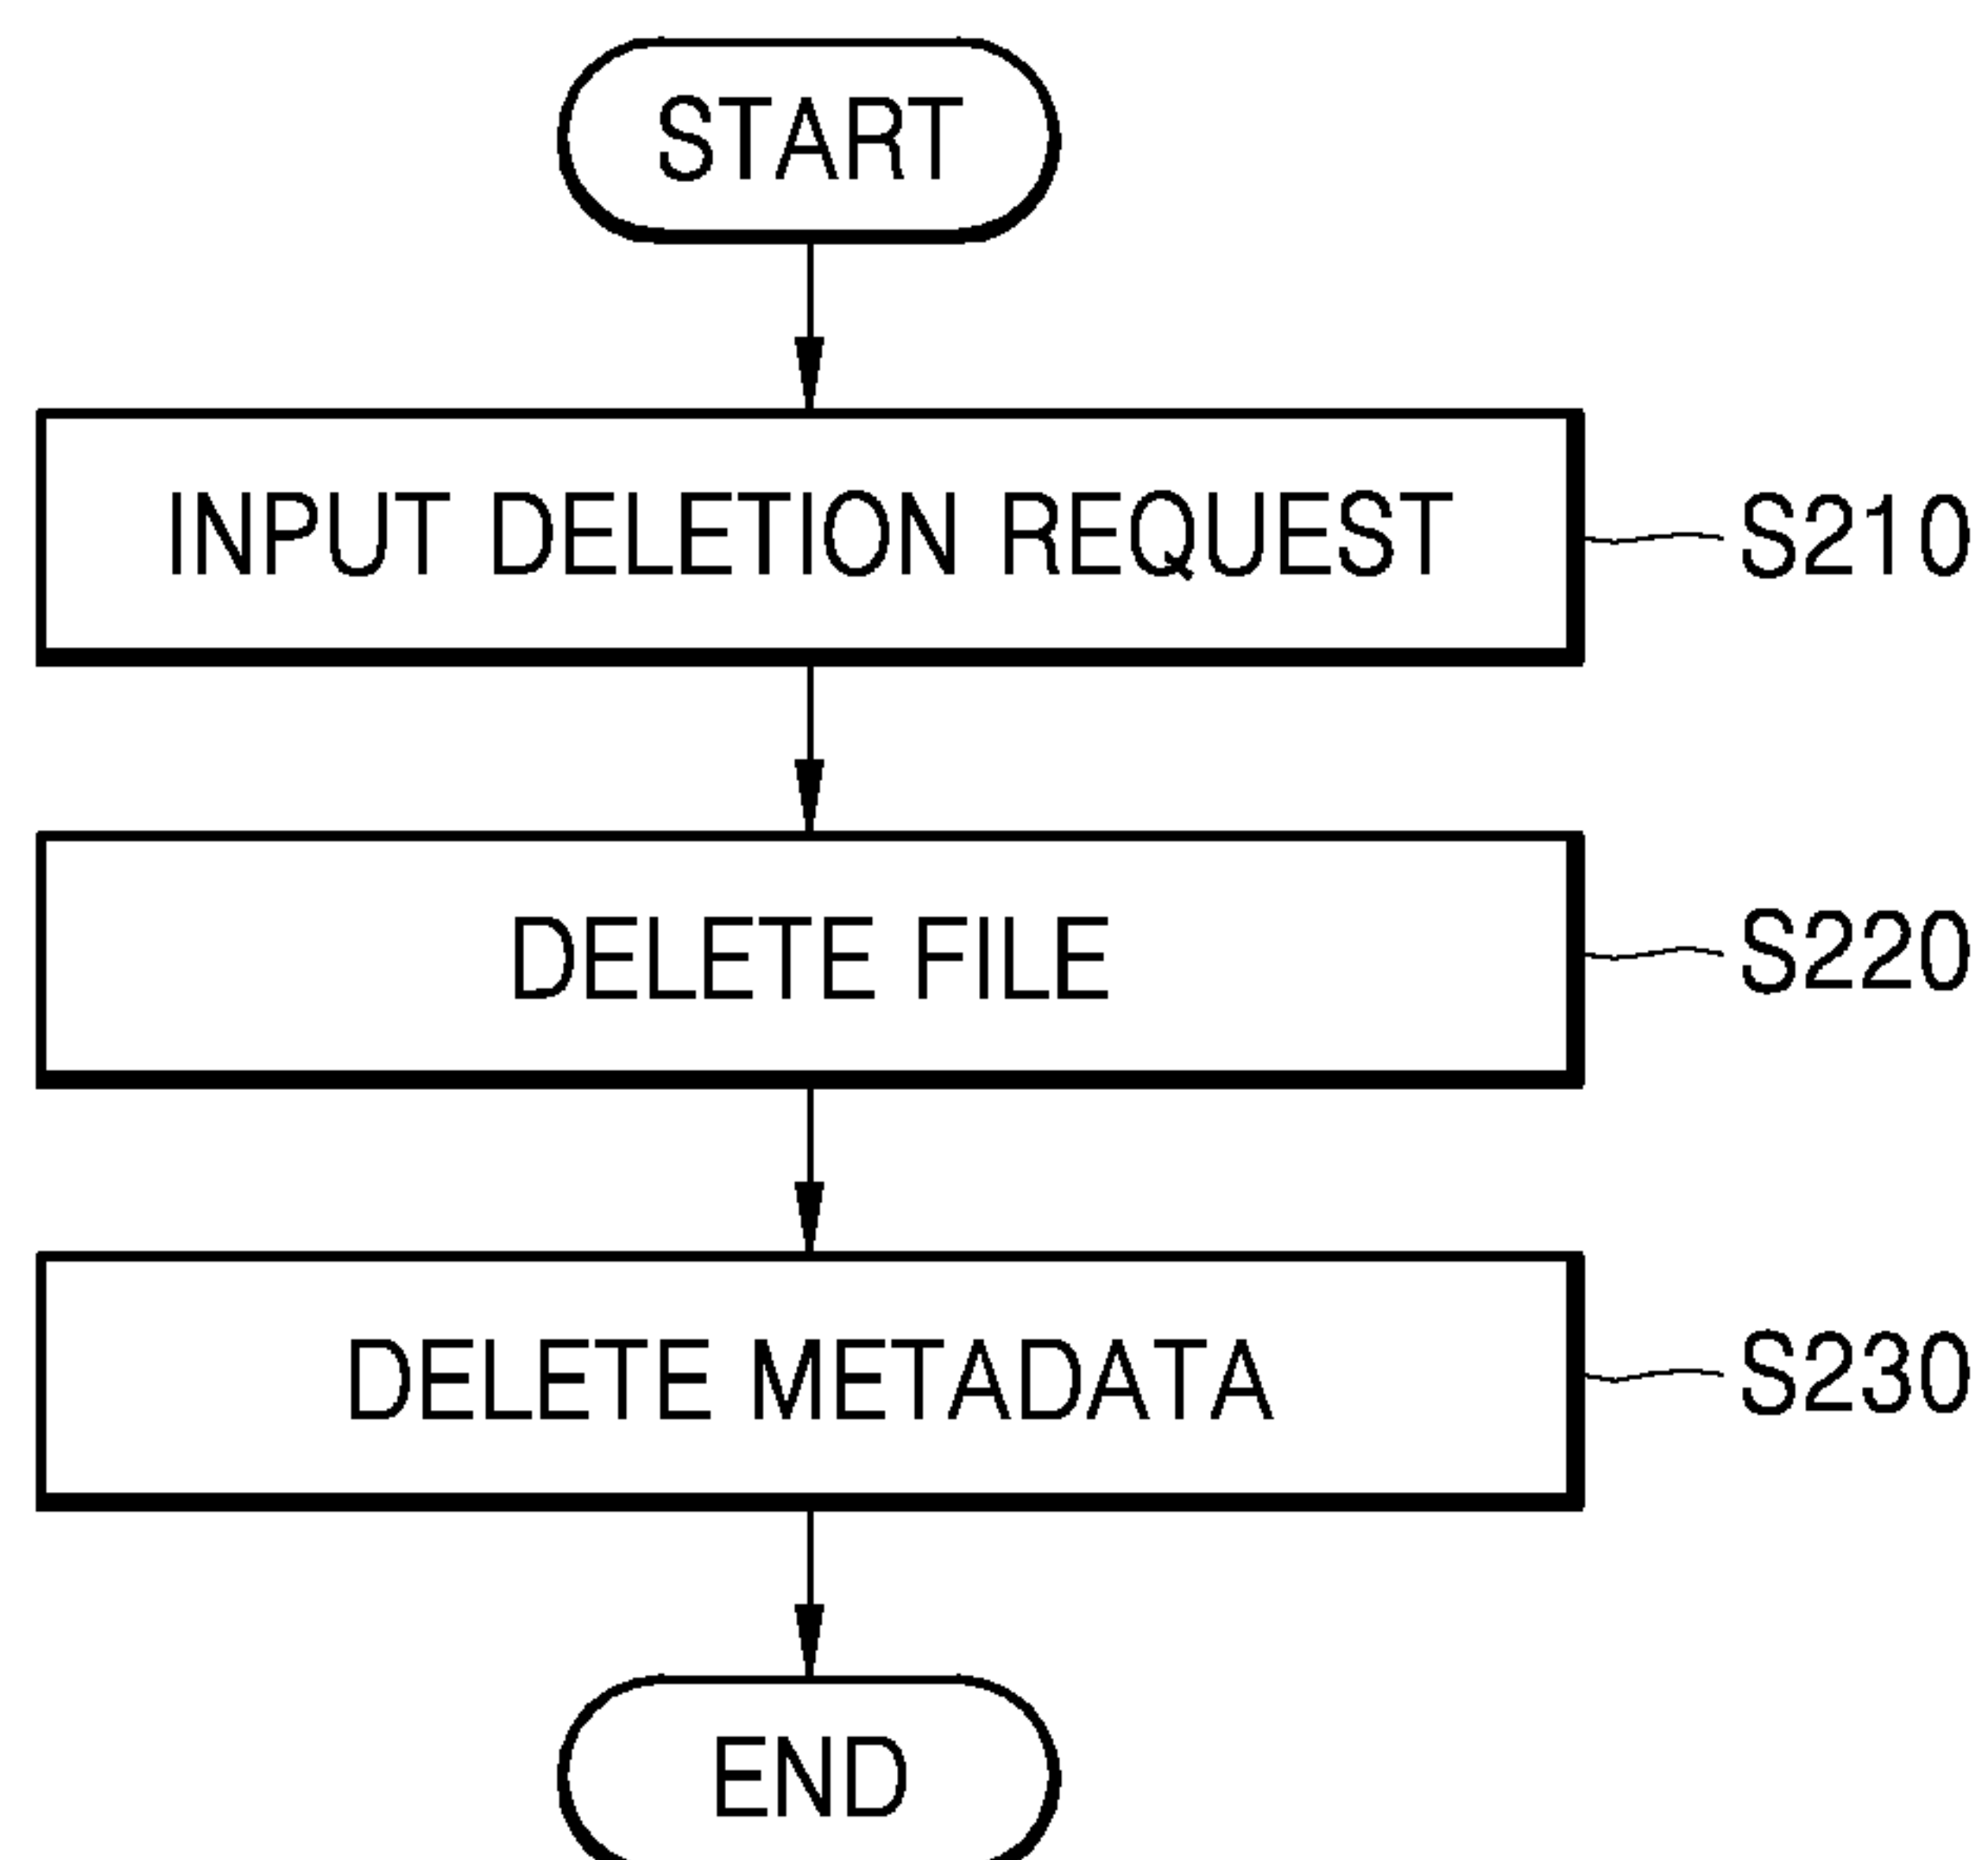 START
INPUT DELETION REQUEST S210
DELETE FILE S220
DELETE METADATA S230
END